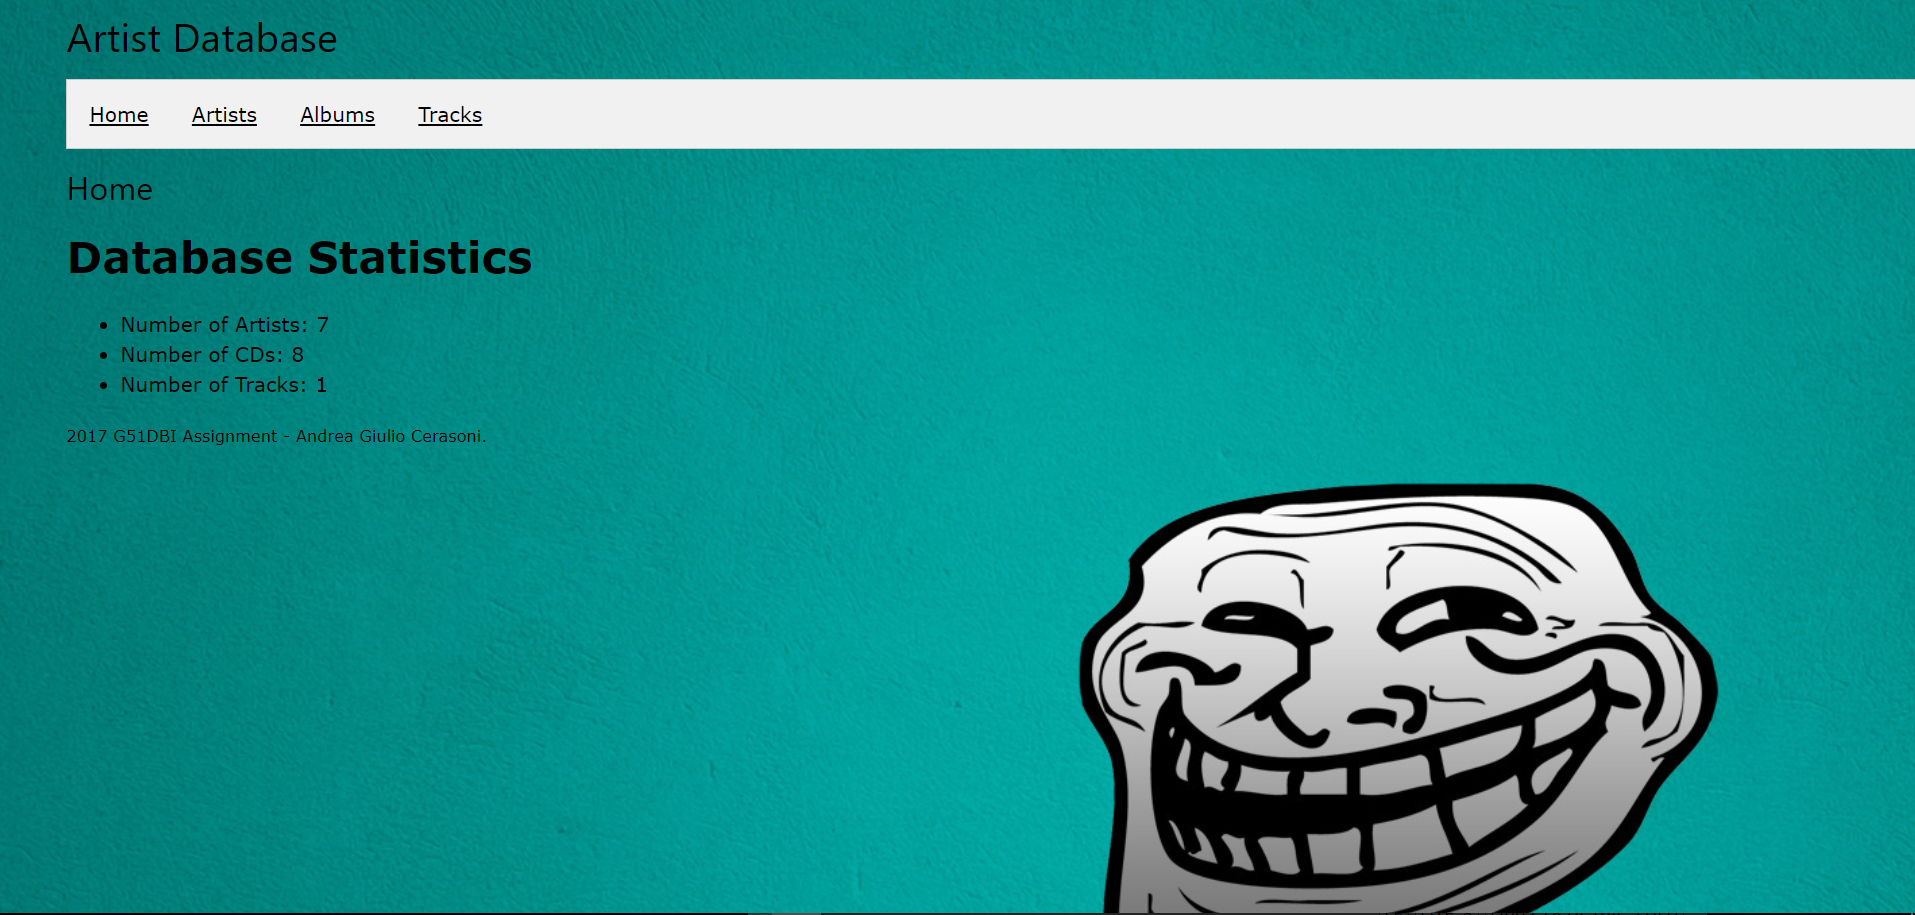 Artist Database
Home Artists Albums Tracks
Home
Database Statistics
Number of Artists: 7
Number of CDs: 8
Number of Tracks: 1
2017 G51DBI Assignment - Andrea Giulio Cerasoni.